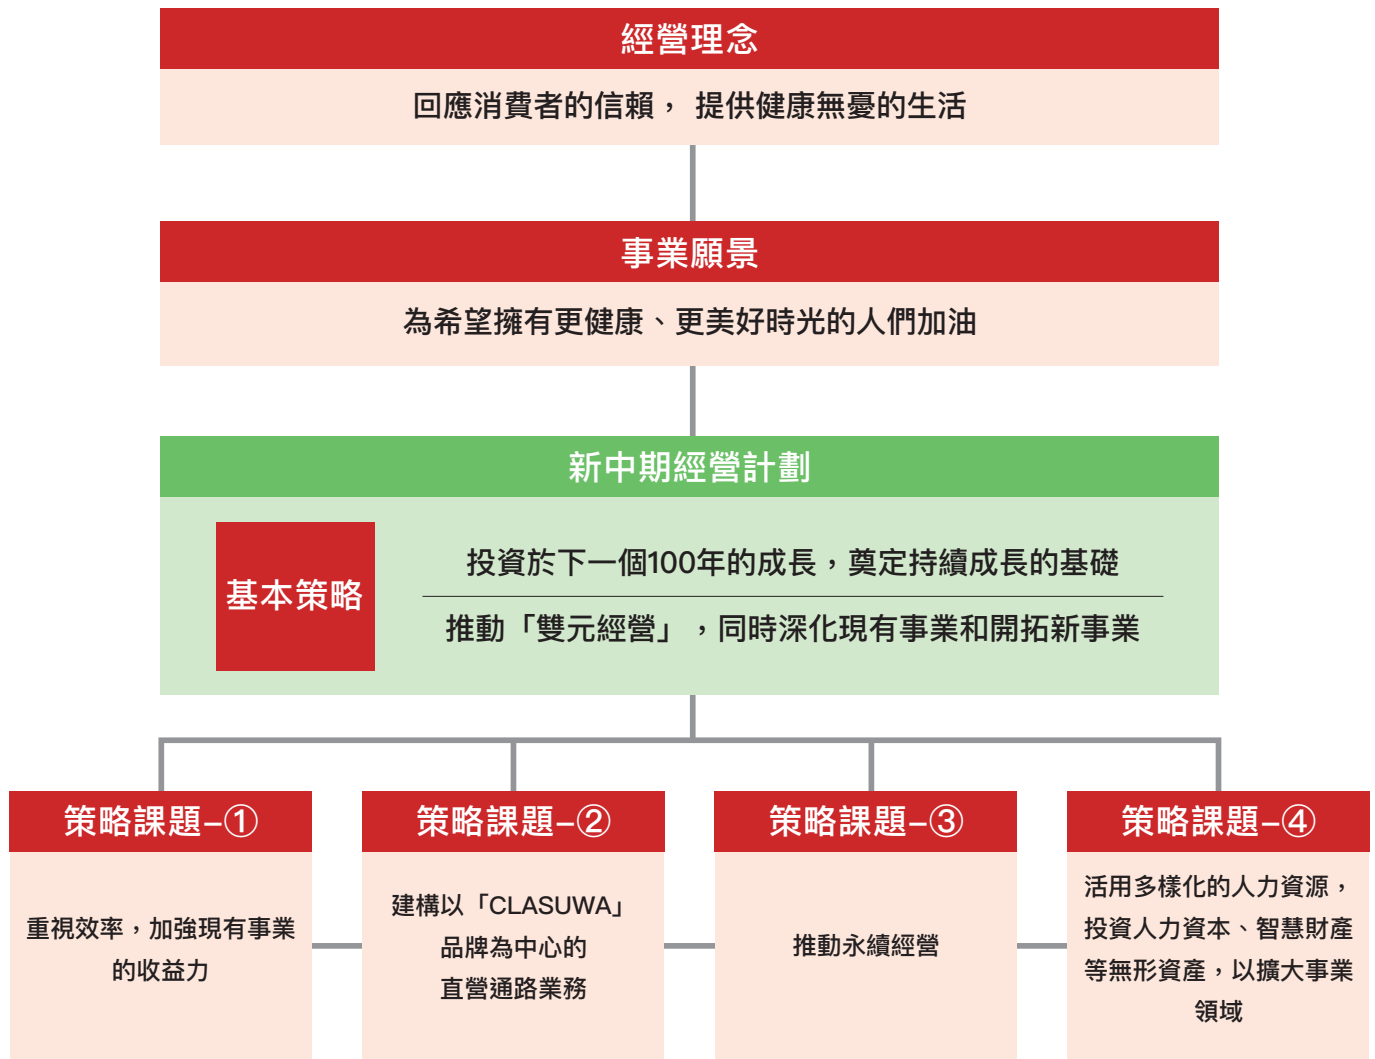 經營理念
回應消費者的信賴， 提供健康無憂的生活
事業願景
為希望擁有更健康、更美好時光的人們加油
新中期經營計劃
基本策略
投資於下一個100年的成長，奠定持續成長的基礎
推動「雙元經營」，同時深化現有事業和開拓新事業
策略課題–①
重視效率，加強現有事業
的收益力
策略課題–②
建構以「CLASUWA」
品牌為中心的
直營通路業務
策略課題–③
推動永續經營
策略課題–④
活用多樣化的人力資源，
投資人力資本、智慧財產
等無形資產，以擴大事業
領域